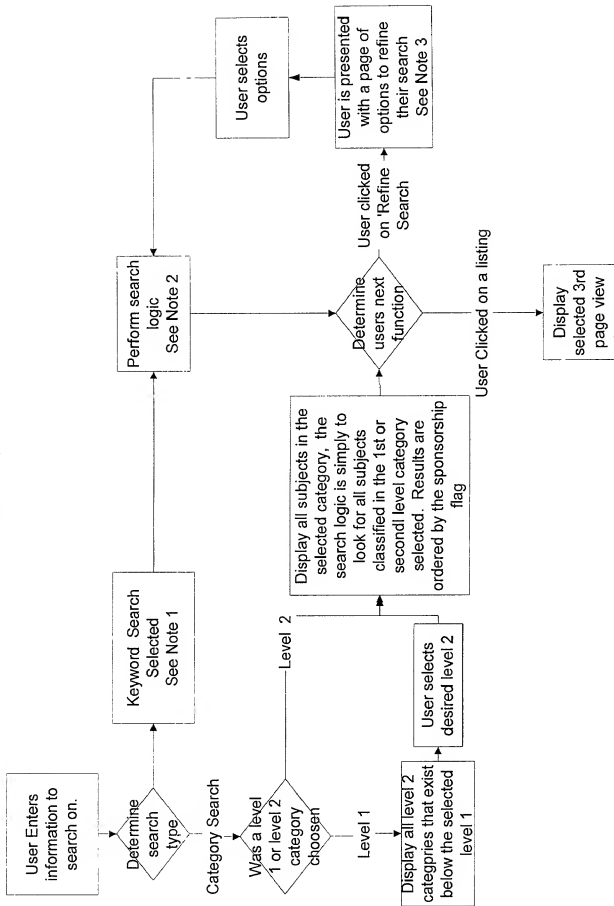 User Enters
information to
search on.
Determine
search
type
Keyword Search
Selected
See Note 1
Perform search
logic
See Note 2
User selects
options
Category Search
Was a level
1 or level 2
category
choosen
Level 2
Level 1
Display all level 2
categpries that exist
below the selected
level 1
User selects
desired level 2
Display all subjects in the
selected category, the
search logic is simply to
look for all subjects
classified in the 1st or
secondl level category
selected. Results are
ordered by the sponsorship
flag
Determine
users next
function
User clicked
on 'Refine
Search
User is presented
with a page of
options to refine
their search
See Note 3
User Clicked on a listing
Display
selected 3rd
page view